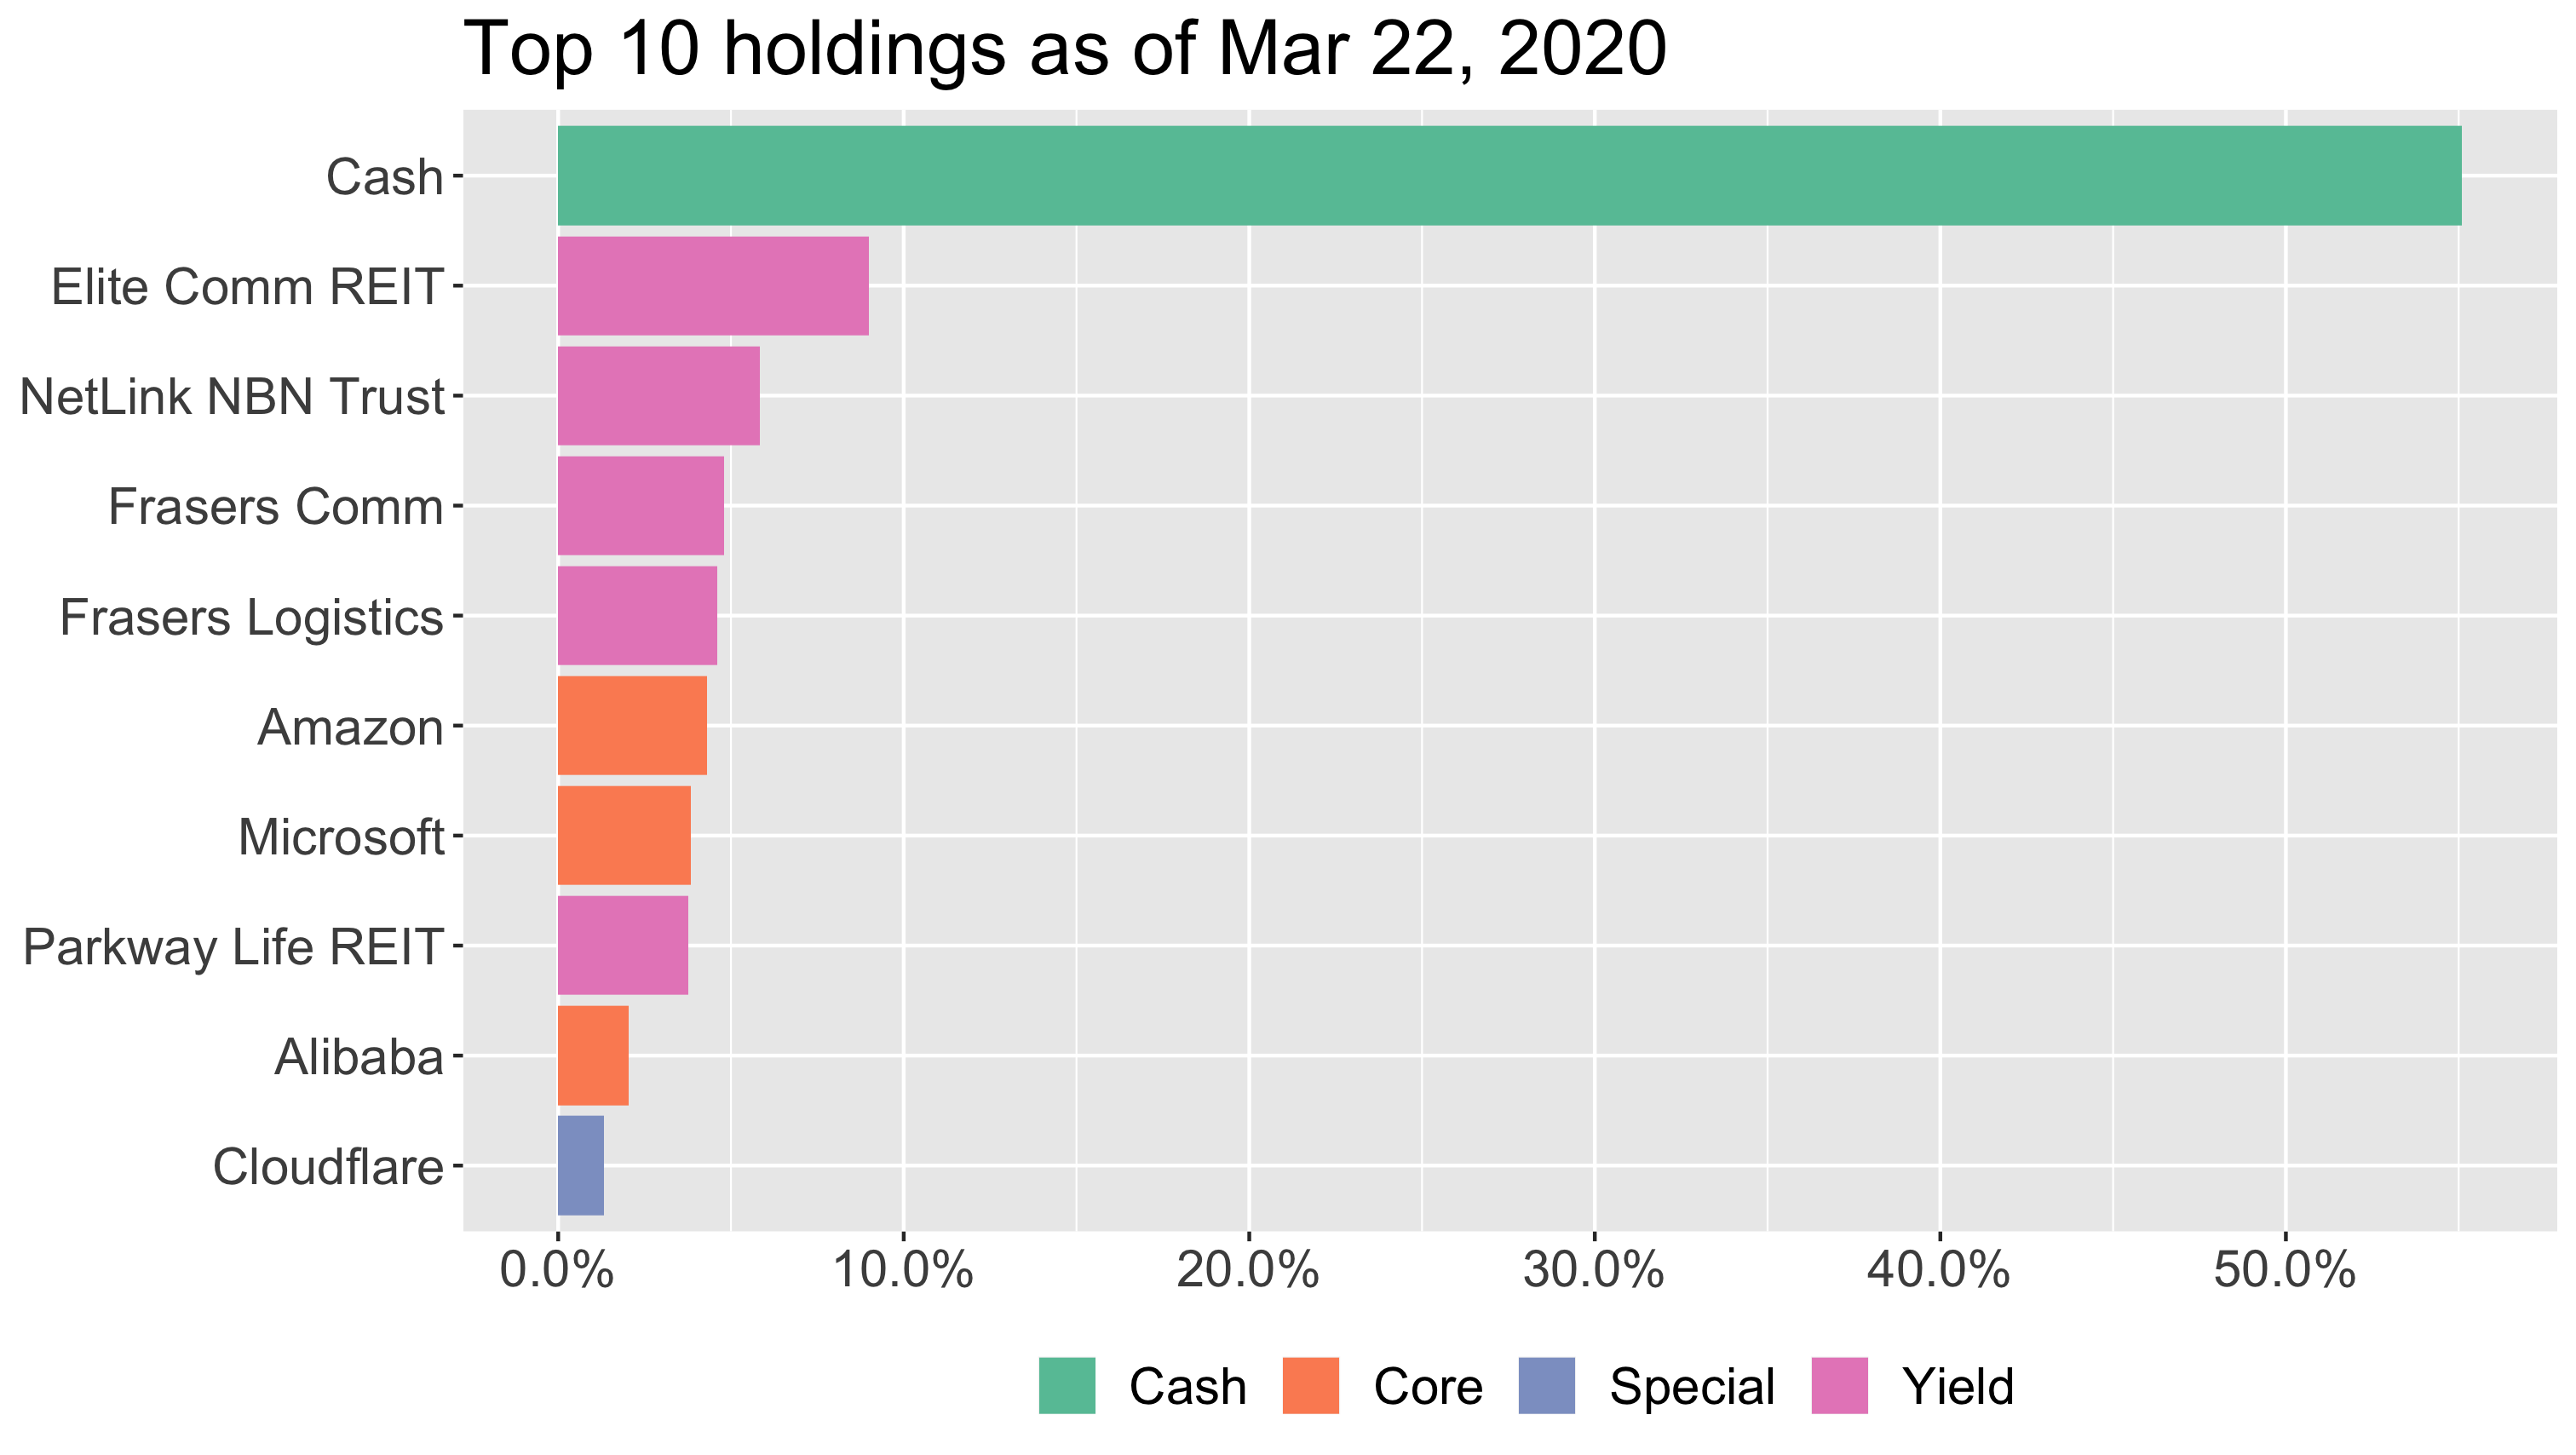 Top 10 holdings as of Mar 22, 2020
Cash
Elite Comm REIT
NetLink NBN Trust
Frasers Comm
Frasers Logistics
Amazon
Microsoft
Parkway Life REIT
Alibaba
Cloudflare
0.0% 10.0% 20.0% 30.0% 40.0% 50.0%
Cash Core Special Yield